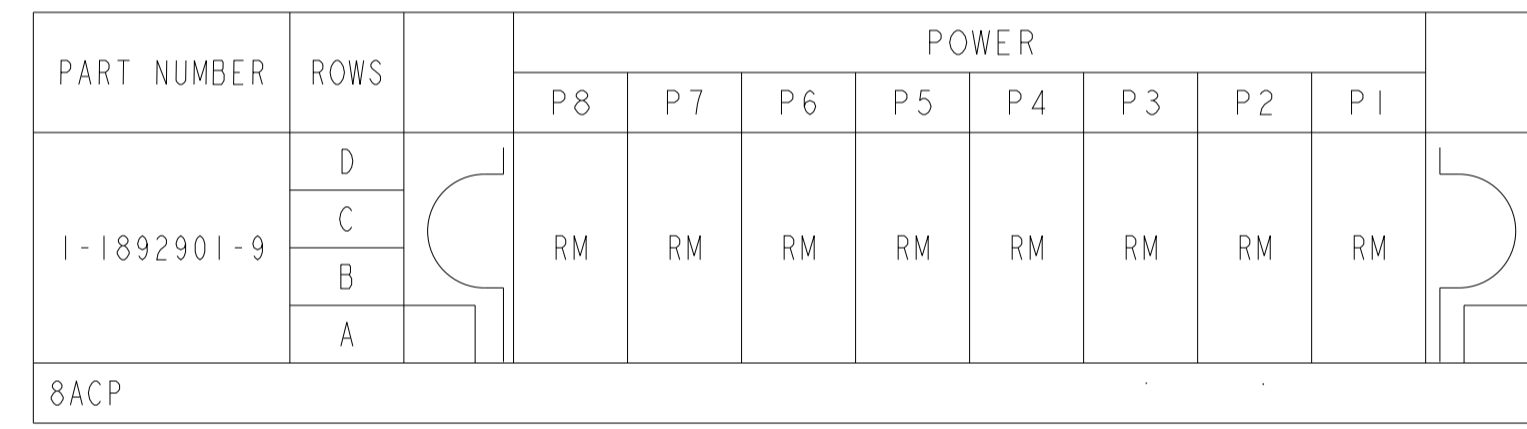 POWER
PART NUMBER ROWS
P8 P7 P6 P5 P4 P3 P2 P1
D
C
1-1892901-9 RM RM RM RM RM RM RM RM
B
A
8ACP